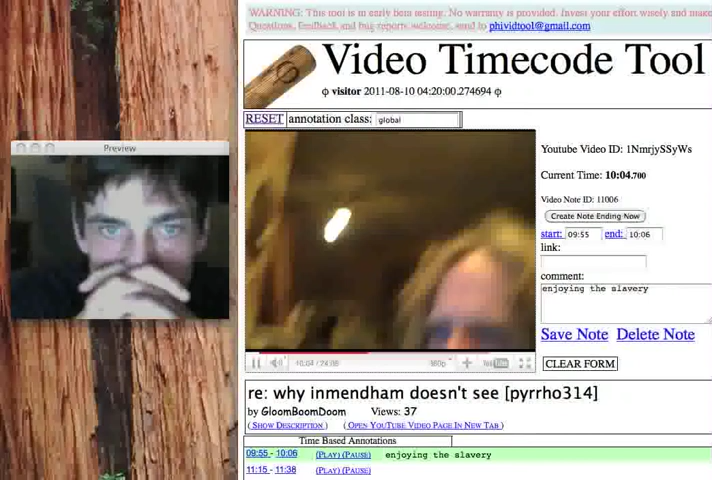 WARNING: This tool is in early beta testing. No warranty is provided. Invest your effort wisely and make
Questions, feedback and bug reports welcome, send to phividtool@gmail.com
Video Timecode Tool
φ visitor 2011-08-10 04:20:00.274694 φ
RESET annotation class: global
Preview
Youtube Video ID: 1NmrjySSyWs
Current Time: 10:04.700
Video Note ID: 11006
Create Note Ending Now
start: 09:55 end: 10:06
link:
comment:
enjoying the slavery
Save Note Delete Note
CLEAR FORM
10:04 / 24:06 360p
re: why inmendham doesn't see [pyrrho314]
by GloomBoomDoom Views: 37
( SHOW DESCRIPTION ) ( OPEN YOUTUBE VIDEO PAGE IN NEW TAB )
Time Based Annotations
09:55 - 10:06 (PLAY) (PAUSE) enjoying the slavery
11:15 - 11:38 (PLAY) (PAUSE)